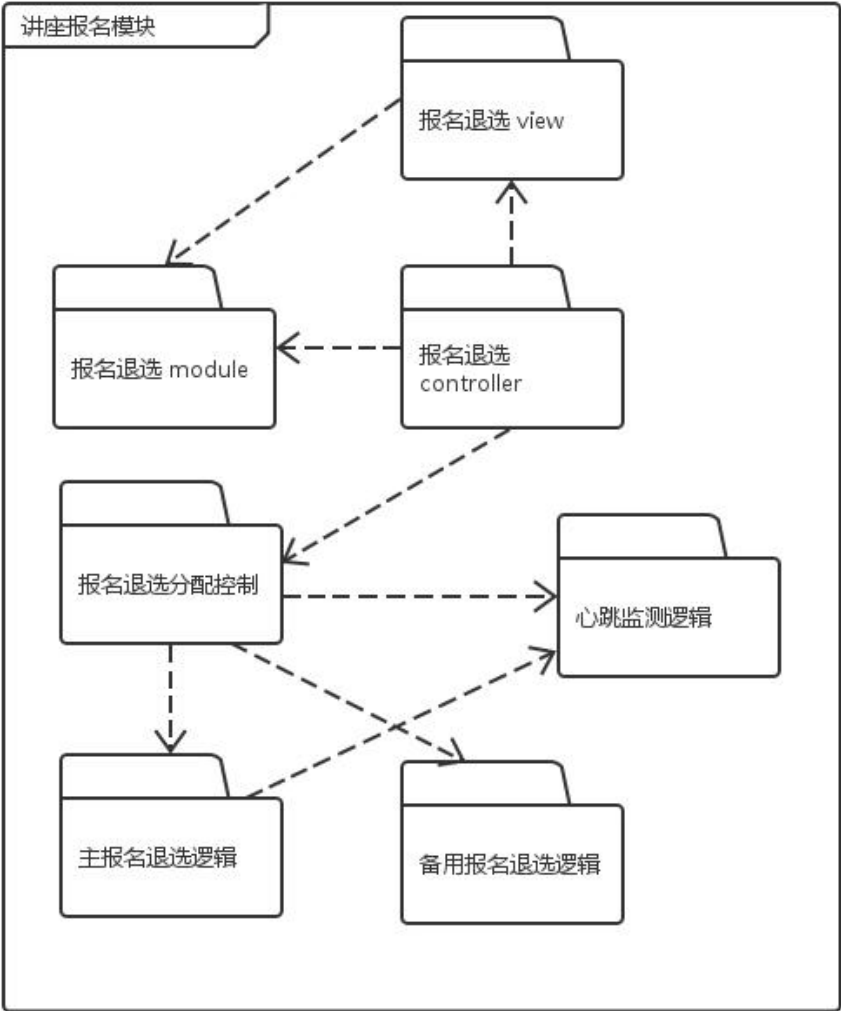 讲座报名模块
报名退选 view
报名退选 module
报名退选
controller
报名退选分配控制
心跳监测逻辑
主报名退选逻辑
备用报名退选逻辑